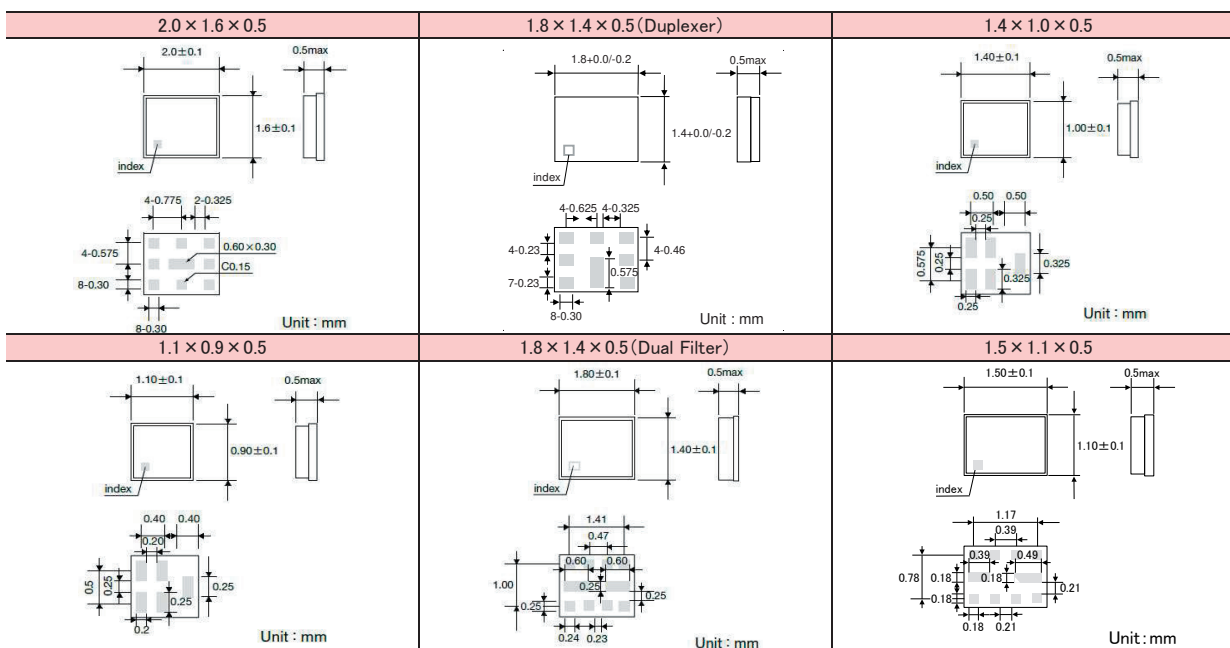 2.0×1.6×0.5
2.0±0.1
0.5max
1.6±0.1
index
4-0.775 2-0.325
0.60×0.30
4-0.575
C0.15
8-0.30
8-0.30
Unit : mm
1.8×1.4×0.5(Duplexer)
1.8+0.0/-0.2
0.5max
1.4+0.0/-0.2
index
4-0.625 4-0.325
4-0.23
4-0.46
0.575
7-0.23
8-0.30
Unit : mm
1.4×1.0×0.5
1.40±0.1
0.5max
1.00±0.1
index
0.50 0.50
0.25
0.575
0.25
0.325
0.325
0.25
Unit : mm
1.1×0.9×0.5
1.10±0.1
0.5max
0.90±0.1
index
0.40 0.40
0.20
0.5
0.25
0.25
0.25
0.2
Unit : mm
1.8×1.4×0.5(Dual Filter)
1.80±0.1
0.5max
1.40±0.1
index
1.41
0.47
0.60 0.60
1.00
0.25
0.25
0.25
0.24 0.23
Unit : mm
1.5×1.1×0.5
1.50±0.1
0.5max
1.10±0.1
index
1.17
0.39
0.39 0.49
0.78
0.18 0.18
0.21
0.18
0.18 0.21
Unit : mm